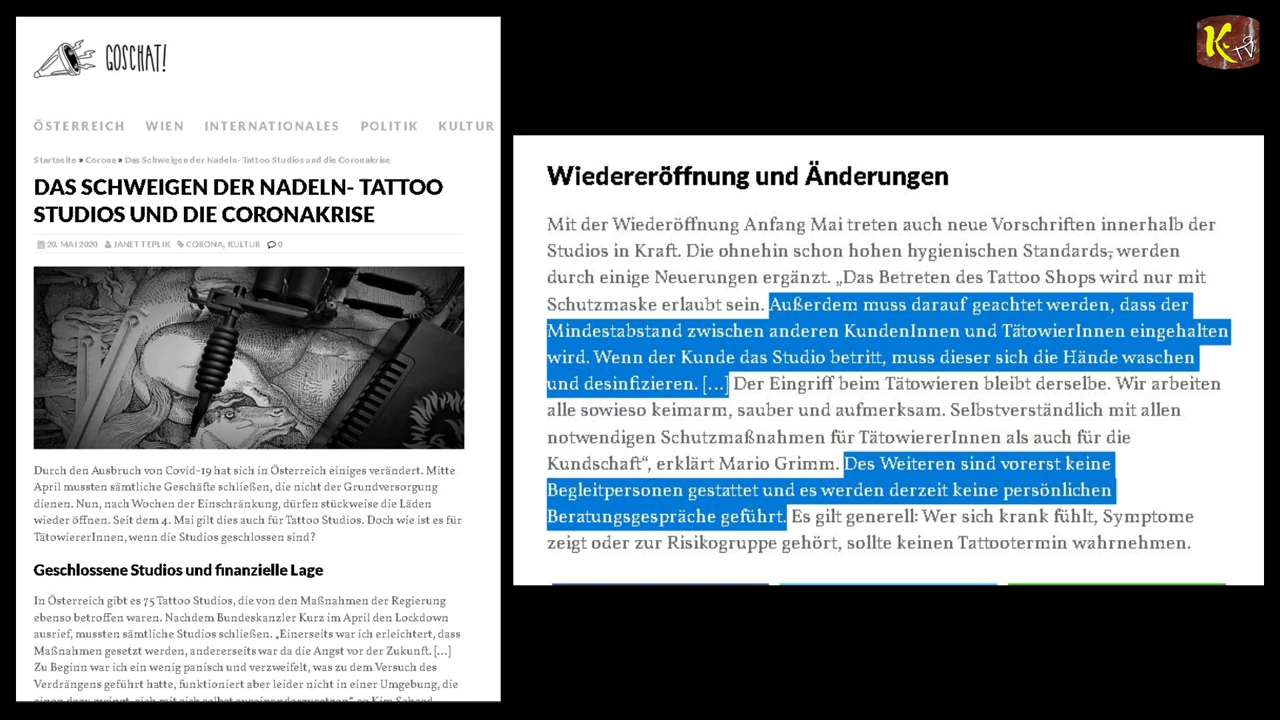 GOSCHAT!
ÖSTERREICH WIEN INTERNATIONALES POLITIK KULTUR
Startseite » Corona » Das Schweigen der Nadeln- Tattoo Studios und die Coronakrise
DAS SCHWEIGEN DER NADELN- TATTOO
STUDIOS UND DIE CORONAKRISE
20. MAI 2020 JANET TEPLIK CORONA, KULTUR 0
Durch den Ausbruch von Covid-19 hat sich in Österreich einiges verändert. Mitte
April mussten sämtliche Geschäfte schließen, die nicht der Grundversorgung
dienen. Nun, nach Wochen der Einschränkung, dürfen stückweise die Läden
wieder öffnen. Seit dem 4. Mai gilt dies auch für Tattoo Studios. Doch wie ist es für
TätowiererInnen, wenn die Studios geschlossen sind?
Geschlossene Studios und finanzielle Lage
In Österreich gibt es 75 Tattoo Studios, die von den Maßnahmen der Regierung
ebenso betroffen waren. Nachdem Bundeskanzler Kurz im April den Lockdown
ausrief, mussten sämtliche Studios schließen. „Einerseits war ich erleichtert, dass
Maßnahmen gesetzt werden, andererseits war da die Angst vor der Zukunft. [...]
Zu Beginn war ich ein wenig panisch und verzweifelt, was zu dem Versuch des
Verdrängens geführt hatte, funktioniert aber leider nicht in einer Umgebung, die
K TV
Wiedereröffnung und Änderungen
Mit der Wiederöffnung Anfang Mai treten auch neue Vorschriften innerhalb der
Studios in Kraft. Die ohnehin schon hohen hygienischen Standards, werden
durch einige Neuerungen ergänzt. „Das Betreten des Tattoo Shops wird nur mit
Schutzmaske erlaubt sein. Außerdem muss darauf geachtet werden, dass der
Mindestabstand zwischen anderen KundenInnen und TätowierInnen eingehalten
wird. Wenn der Kunde das Studio betritt, muss dieser sich die Hände waschen
und desinfizieren. [...] Der Eingriff beim Tätowieren bleibt derselbe. Wir arbeiten
alle sowieso keimarm, sauber und aufmerksam. Selbstverständlich mit allen
notwendigen Schutzmaßnahmen für TätowiererInnen als auch für die
Kundschaft“, erklärt Mario Grimm. Des Weiteren sind vorerst keine
Begleitpersonen gestattet und es werden derzeit keine persönlichen
Beratungsgespräche geführt. Es gilt generell: Wer sich krank fühlt, Symptome
zeigt oder zur Risikogruppe gehört, sollte keinen Tattootermin wahrnehmen.